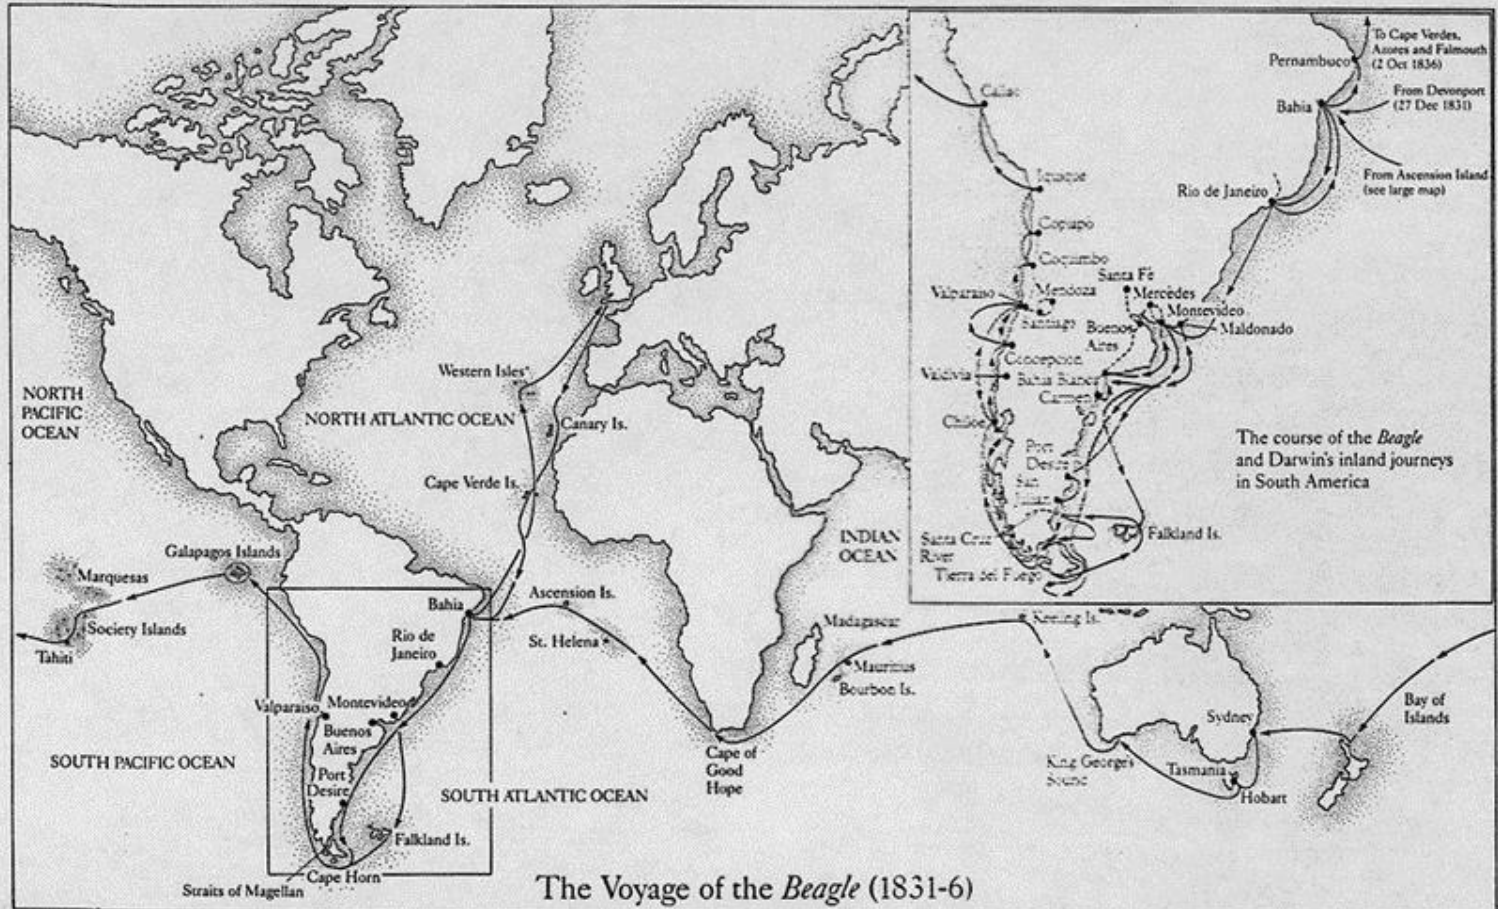 NORTH
PACIFIC
OCEAN
NORTH ATLANTIC OCEAN
Western Isles
Canary Is.
Cape Verde Is.
Galapagos Islands
Marquesas
Society Islands
Tahiti
Bahia
Rio de
Janeiro
Ascension Is.
St. Helena
Valparaiso
Montevideo
Buenos
Aires
Port
Desire
Falkland Is.
Cape Horn
Straits of Magellan
SOUTH PACIFIC OCEAN
SOUTH ATLANTIC OCEAN
INDIAN
OCEAN
Madagascar
Mauritius
Bourbon Is.
Cape of
Good
Hope
Keeling Is.
King George's
Sound
Sydney
Tasmania
Hobart
Bay of
Islands
The Voyage of the Beagle (1831-6)
To Cape Verdes,
Azores and Falmouth
(2 Oct 1836)
Pernambuco
From Devonport
(27 Dec 1831)
Bahia
From Ascension Island
(see large map)
Rio de Janeiro
Callao
Iquique
Copiapo
Coquimbo
Santa Fé
Mendoza
Mercedes
Valparaiso
Santiago
Montevideo
Buenos
Aires
Maldonado
Concepcion
Valdivia
Bahia Blanca
Carmen
Chiloe
Port
Desire
San
Julian
Santa Cruz
River
Falkland Is.
Tierra del Fuego
The course of the Beagle
and Darwin's inland journeys
in South America